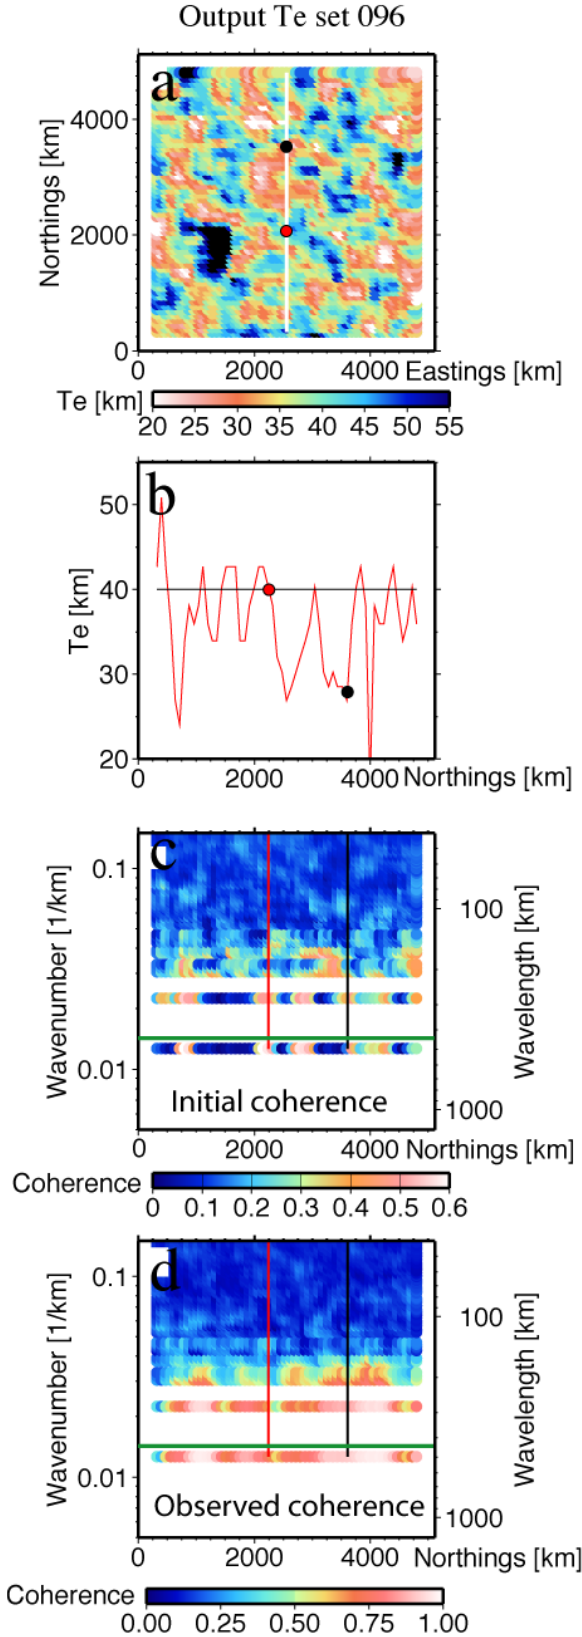 Output Te set 096
a
Northings [km]
4000
2000
0
0 2000 4000 Eastings [km]
Te [km]
20 25 30 35 40 45 50 55
b
Te [km]
50
40
30
20
0 2000 4000 Northings [km]
c
Wavenumber [1/km]
0.1
0.01
Wavelength [km]
100
1000
Initial coherence
0 2000 4000 Northings [km]
Coherence
0 0.1 0.2 0.3 0.4 0.5 0.6
d
Wavenumber [1/km]
0.1
0.01
Wavelength [km]
100
1000
Observed coherence
0 2000 4000 Northings [km]
Coherence
0.00 0.25 0.50 0.75 1.00